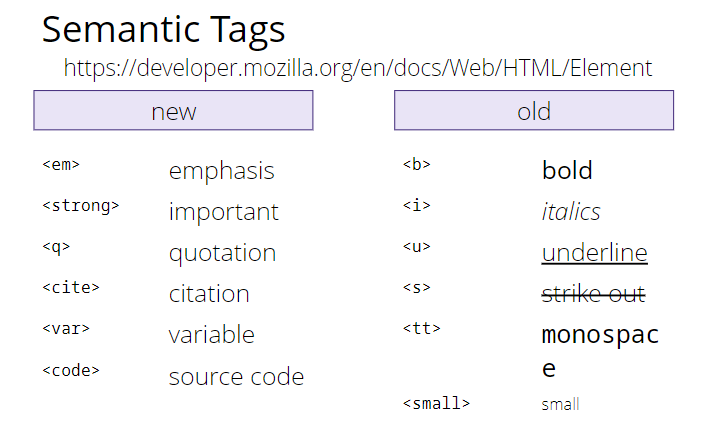 Semantic Tags
https://developer.mozilla.org/en/docs/Web/HTML/Element
new
<em> emphasis
<strong> important
<q> quotation
<cite> citation
<var> variable
<code> source code
old
<b> bold
<i> italics
<u> underline
<s> strike out
<tt> monospac
e
<small> small